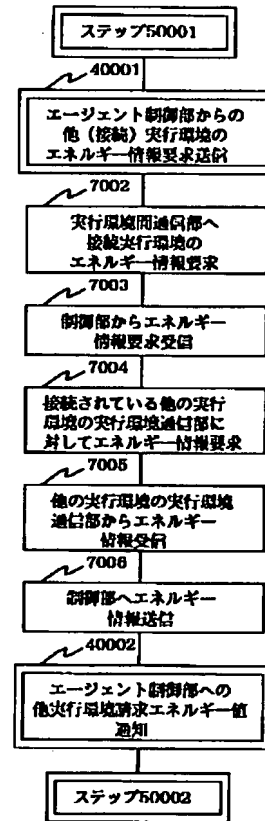 ステップ50001
40001
エージェント制御部からの
他(接続)実行環境の
エネルギー情報要求送信
7002
実行環境間通信部へ
接続実行環境の
エネルギー情報要求
7003
制御部からエネルギー
情報要求受信
7004
接続されている他の実行
環境の実行環境通信部に
対してエネルギー情報要求
7005
他の実行環境の実行環境
通信部からエネルギー
情報受信
7006
制御部へエネルギー
情報送信
40002
エージェント制御部への
他実行環境請求エネルギー値
通知
ステップ50002